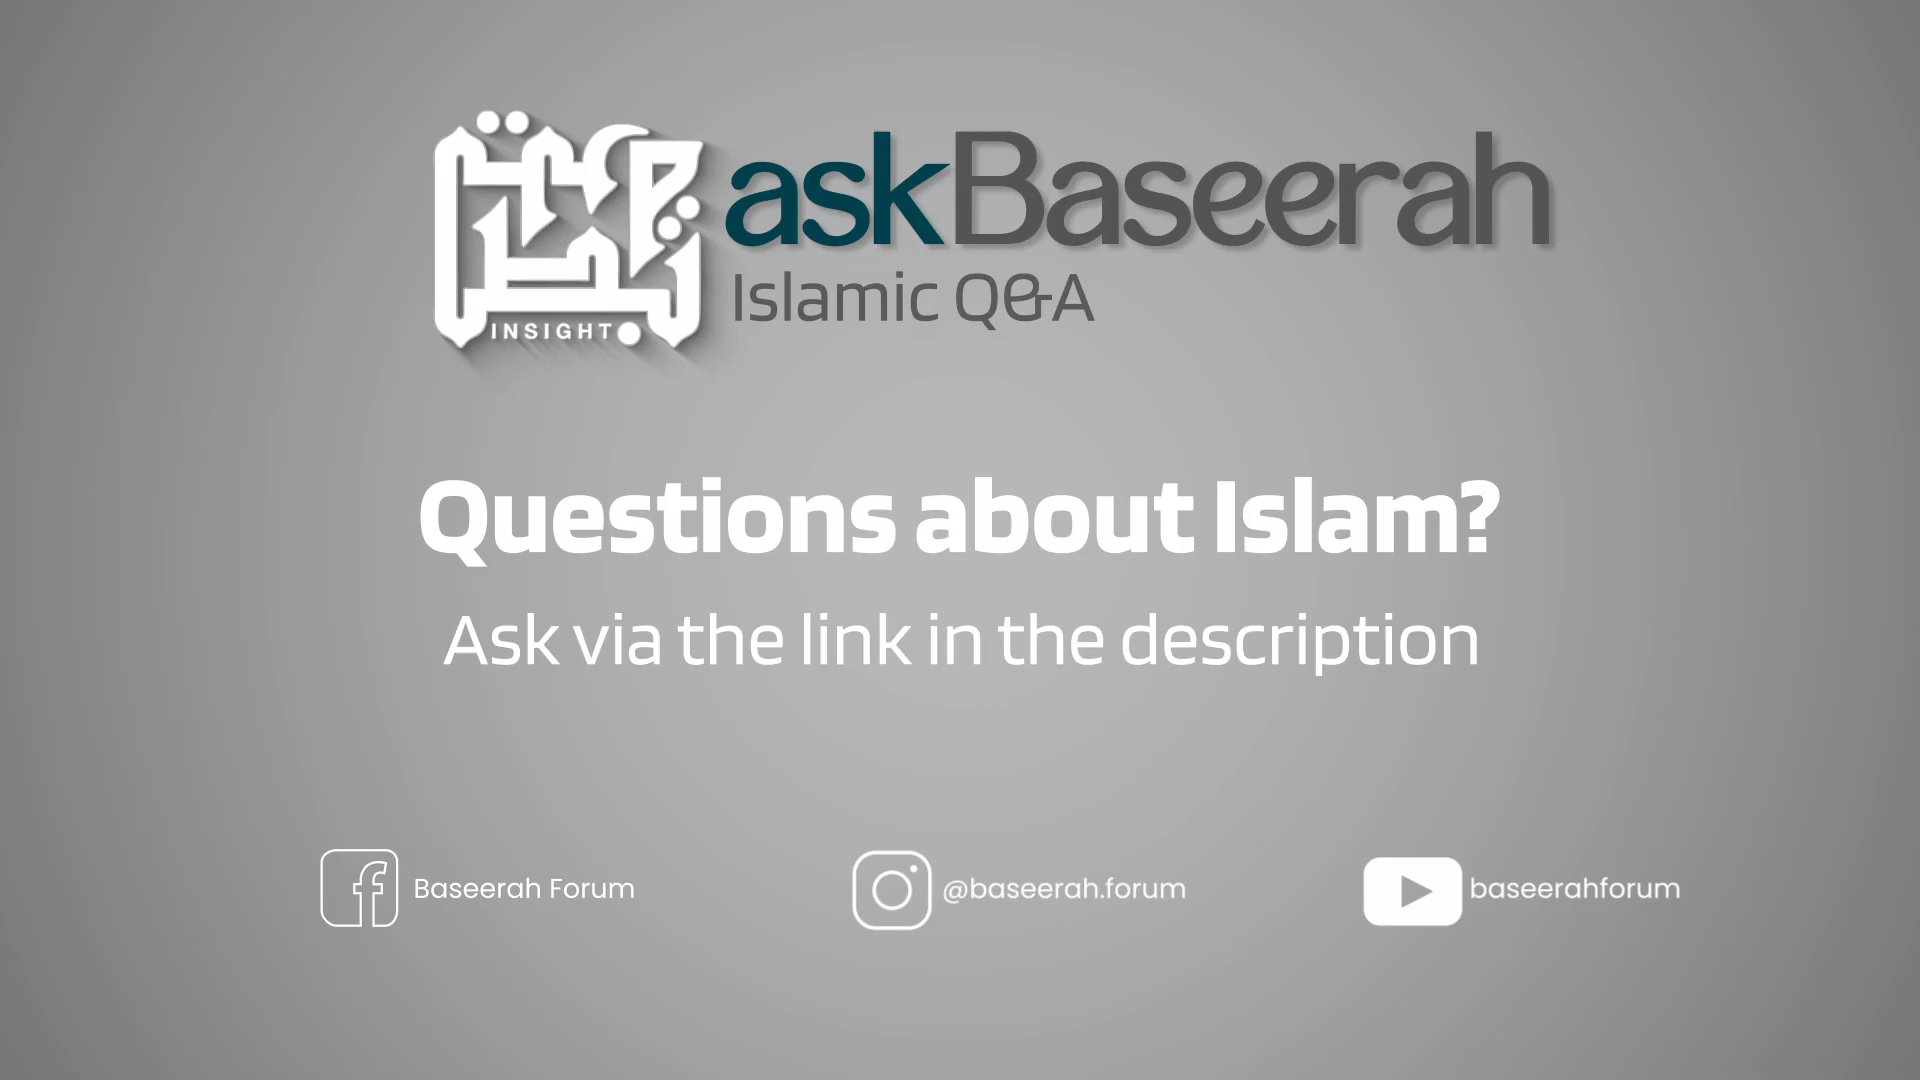 askBaseerah
Islamic Q&A
INSIGHT
Questions about Islam?
Ask via the link in the description
Baseerah Forum
@baseerah.forum
baseerahforum